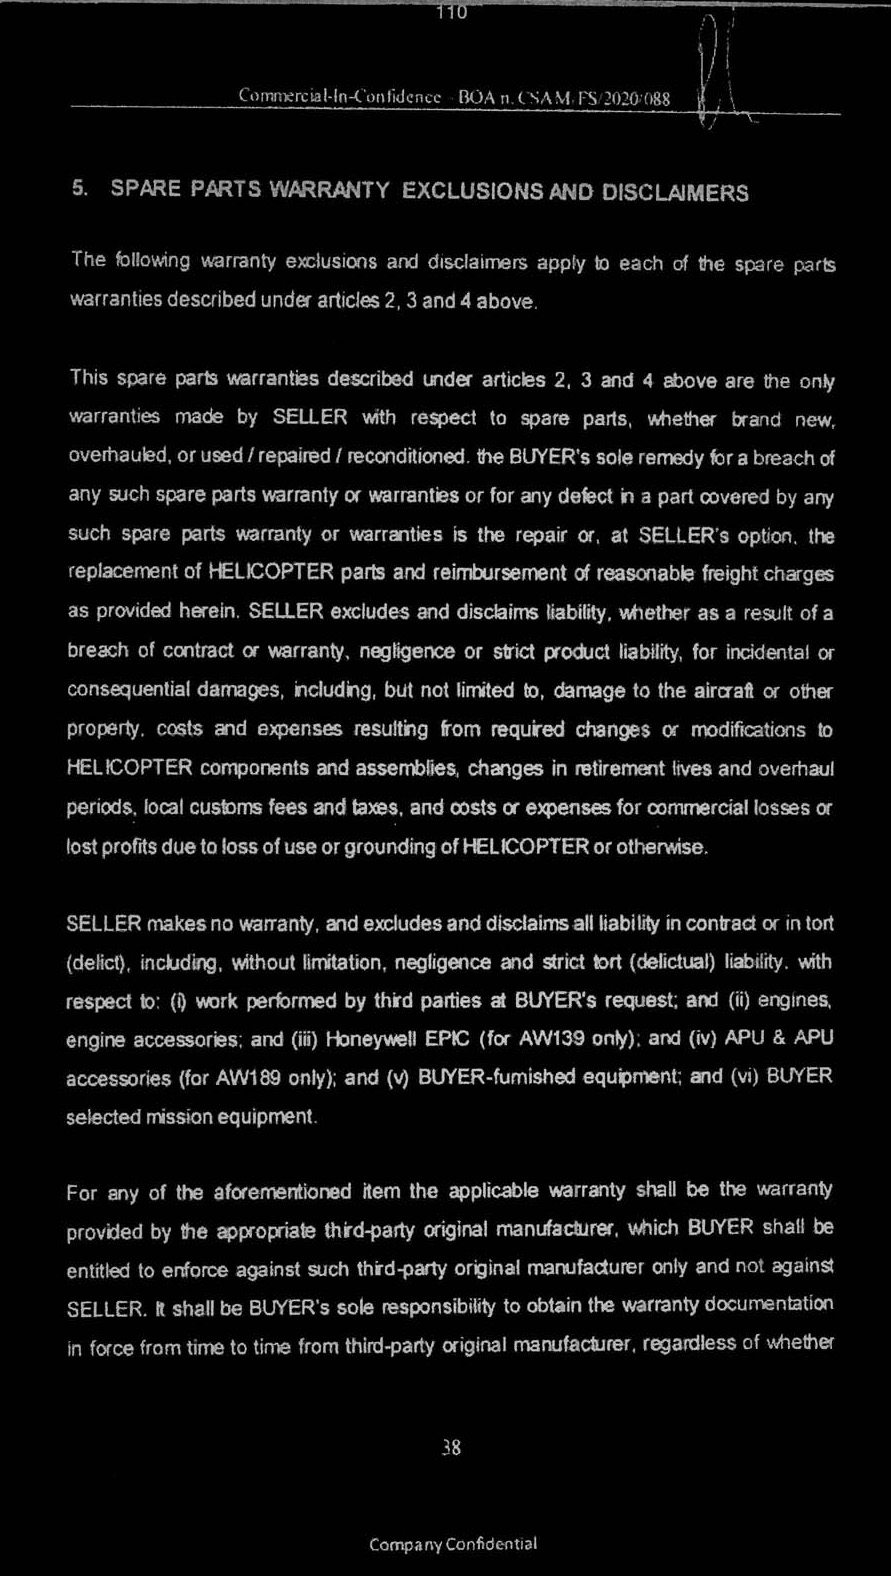 110
Commercial-In-Confidence - BOA n. CSAM-FS/2020/088
5. SPARE PARTS WARRANTY EXCLUSIONS AND DISCLAIMERS
The following warranty exclusions and disclaimers apply to each of the spare parts
warranties described under articles 2, 3 and 4 above.
This spare parts warranties described under articles 2, 3 and 4 above are the only
warranties made by SELLER with respect to spare parts, whether brand new,
overhauled, or used / repaired / reconditioned. the BUYER's sole remedy for a breach of
any such spare parts warranty or warranties or for any defect in a part covered by any
such spare parts warranty or warranties is the repair or, at SELLER's option, the
replacement of HELICOPTER parts and reimbursement of reasonable freight charges
as provided herein. SELLER excludes and disclaims liability, whether as a result of a
breach of contract or warranty, negligence or strict product liability, for incidental or
consequential damages, including, but not limited to, damage to the aircraft or other
property, costs and expenses resulting from required changes or modifications to
HELICOPTER components and assemblies, changes in retirement lives and overhaul
periods, local customs fees and taxes, and costs or expenses for commercial losses or
lost profits due to loss of use or grounding of HELICOPTER or otherwise.
SELLER makes no warranty, and excludes and disclaims all liability in contract or in tort
(delict), including, without limitation, negligence and strict tort (delictual) liability, with
respect to: (i) work performed by third parties at BUYER's request; and (ii) engines,
engine accessories; and (iii) Honeywell EPIC (for AW139 only); and (iv) APU & APU
accessories (for AW189 only); and (v) BUYER-furnished equipment; and (vi) BUYER
selected mission equipment.
For any of the aforementioned item the applicable warranty shall be the warranty
provided by the appropriate third-party original manufacturer, which BUYER shall be
entitled to enforce against such third-party original manufacturer only and not against
SELLER. It shall be BUYER's sole responsibility to obtain the warranty documentation
in force from time to time from third-party original manufacturer, regardless of whether
38
Company Confidential